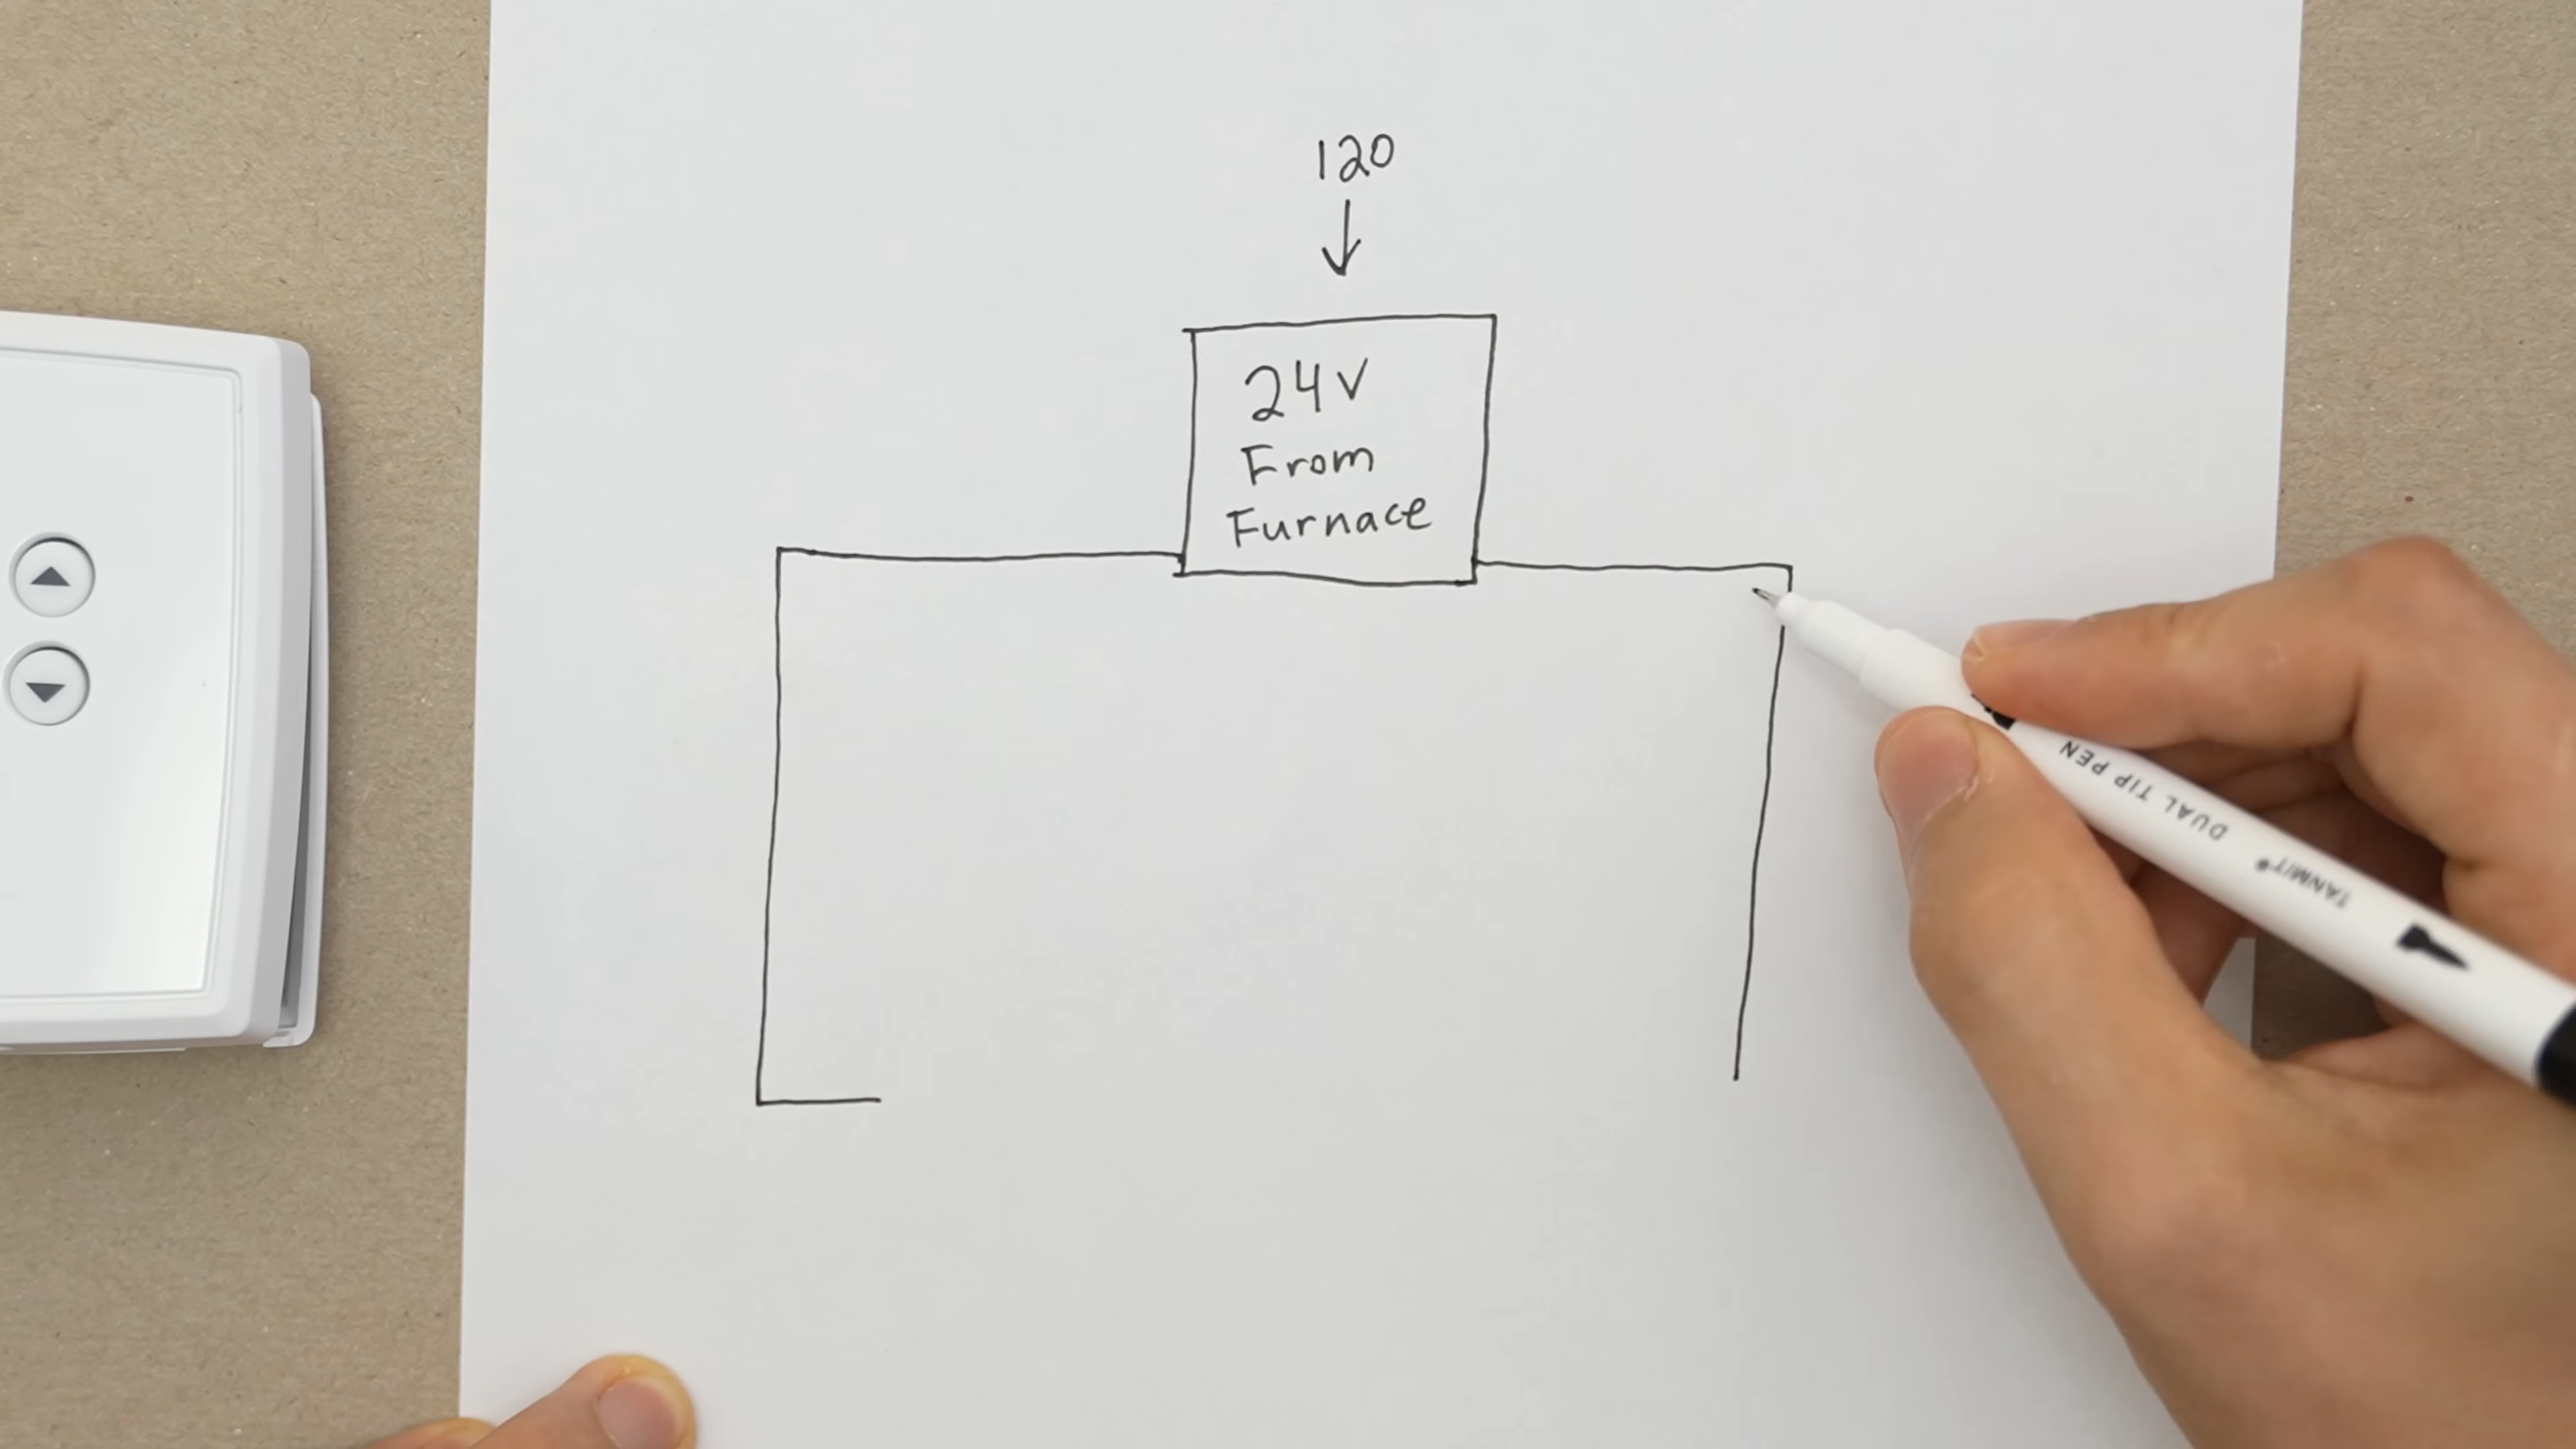 120
24V
From
Furnace
DUAL TIP PEN
TANMIT®